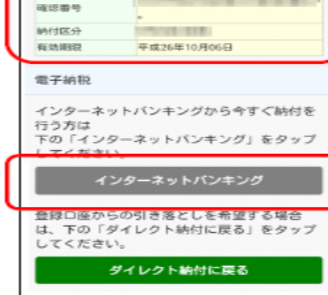 確認番号
納付区分
有効期限 平成26年10月06日
電子納税
インターネットバンキングから今すぐ納付を
行う方は
下の「インターネットバンキング」をタップ
してください。
インターネットバンキング
登録口座からの引き落としを希望する場合
は、下の「ダイレクト納付に戻る」をタップ
してください。
ダイレクト納付に戻る